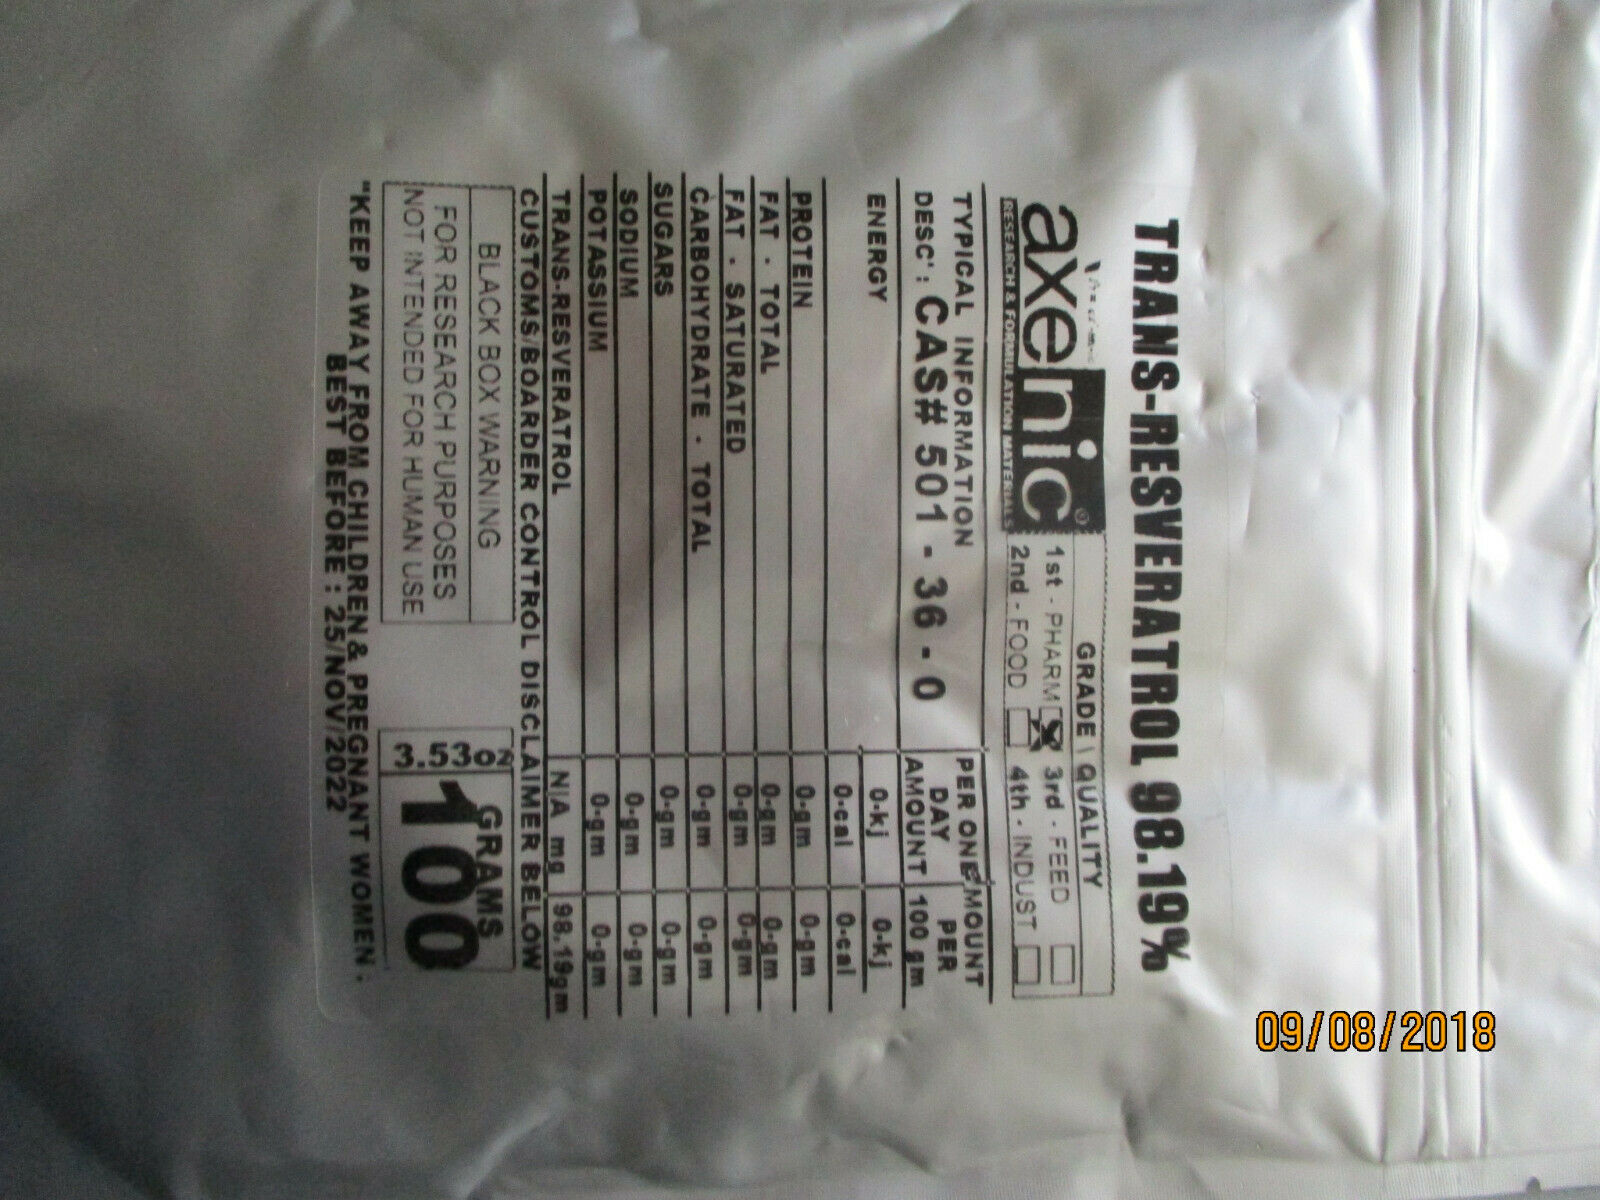 TRANS-RESVERATROL 98.19%
axenic®
RESEARCH & FORMULATION MATERIALS
GRADE | QUALITY
1st - PHARM 3rd - FEED
2nd - FOOD 4th - INDUST
TYPICAL INFORMATION PER ONE AMOUNT
DAY PER
DESC' : CAS# 501 - 36 - 0 AMOUNT 100 gm
ENERGY 0-kj 0-kj
0-cal 0-cal
PROTEIN 0-gm 0-gm
FAT - TOTAL 0-gm 0-gm
FAT - SATURATED 0-gm 0-gm
CARBOHYDRATE - TOTAL 0-gm 0-gm
SUGARS 0-gm 0-gm
SODIUM 0-gm 0-gm
POTASSIUM 0-gm 0-gm
TRANS-RESVERATROL N|A mg 98.19gm
CUSTOMS/BOARDER CONTROL DISCLAIMER BELOW
BLACK BOX WARNING
FOR RESEARCH PURPOSES
NOT INTENDED FOR HUMAN USE
3.53oz
GRAMS
100
"KEEP AWAY FROM CHILDREN & PREGNANT WOMEN.
BEST BEFORE : 25/NOV/2022
09/08/2018